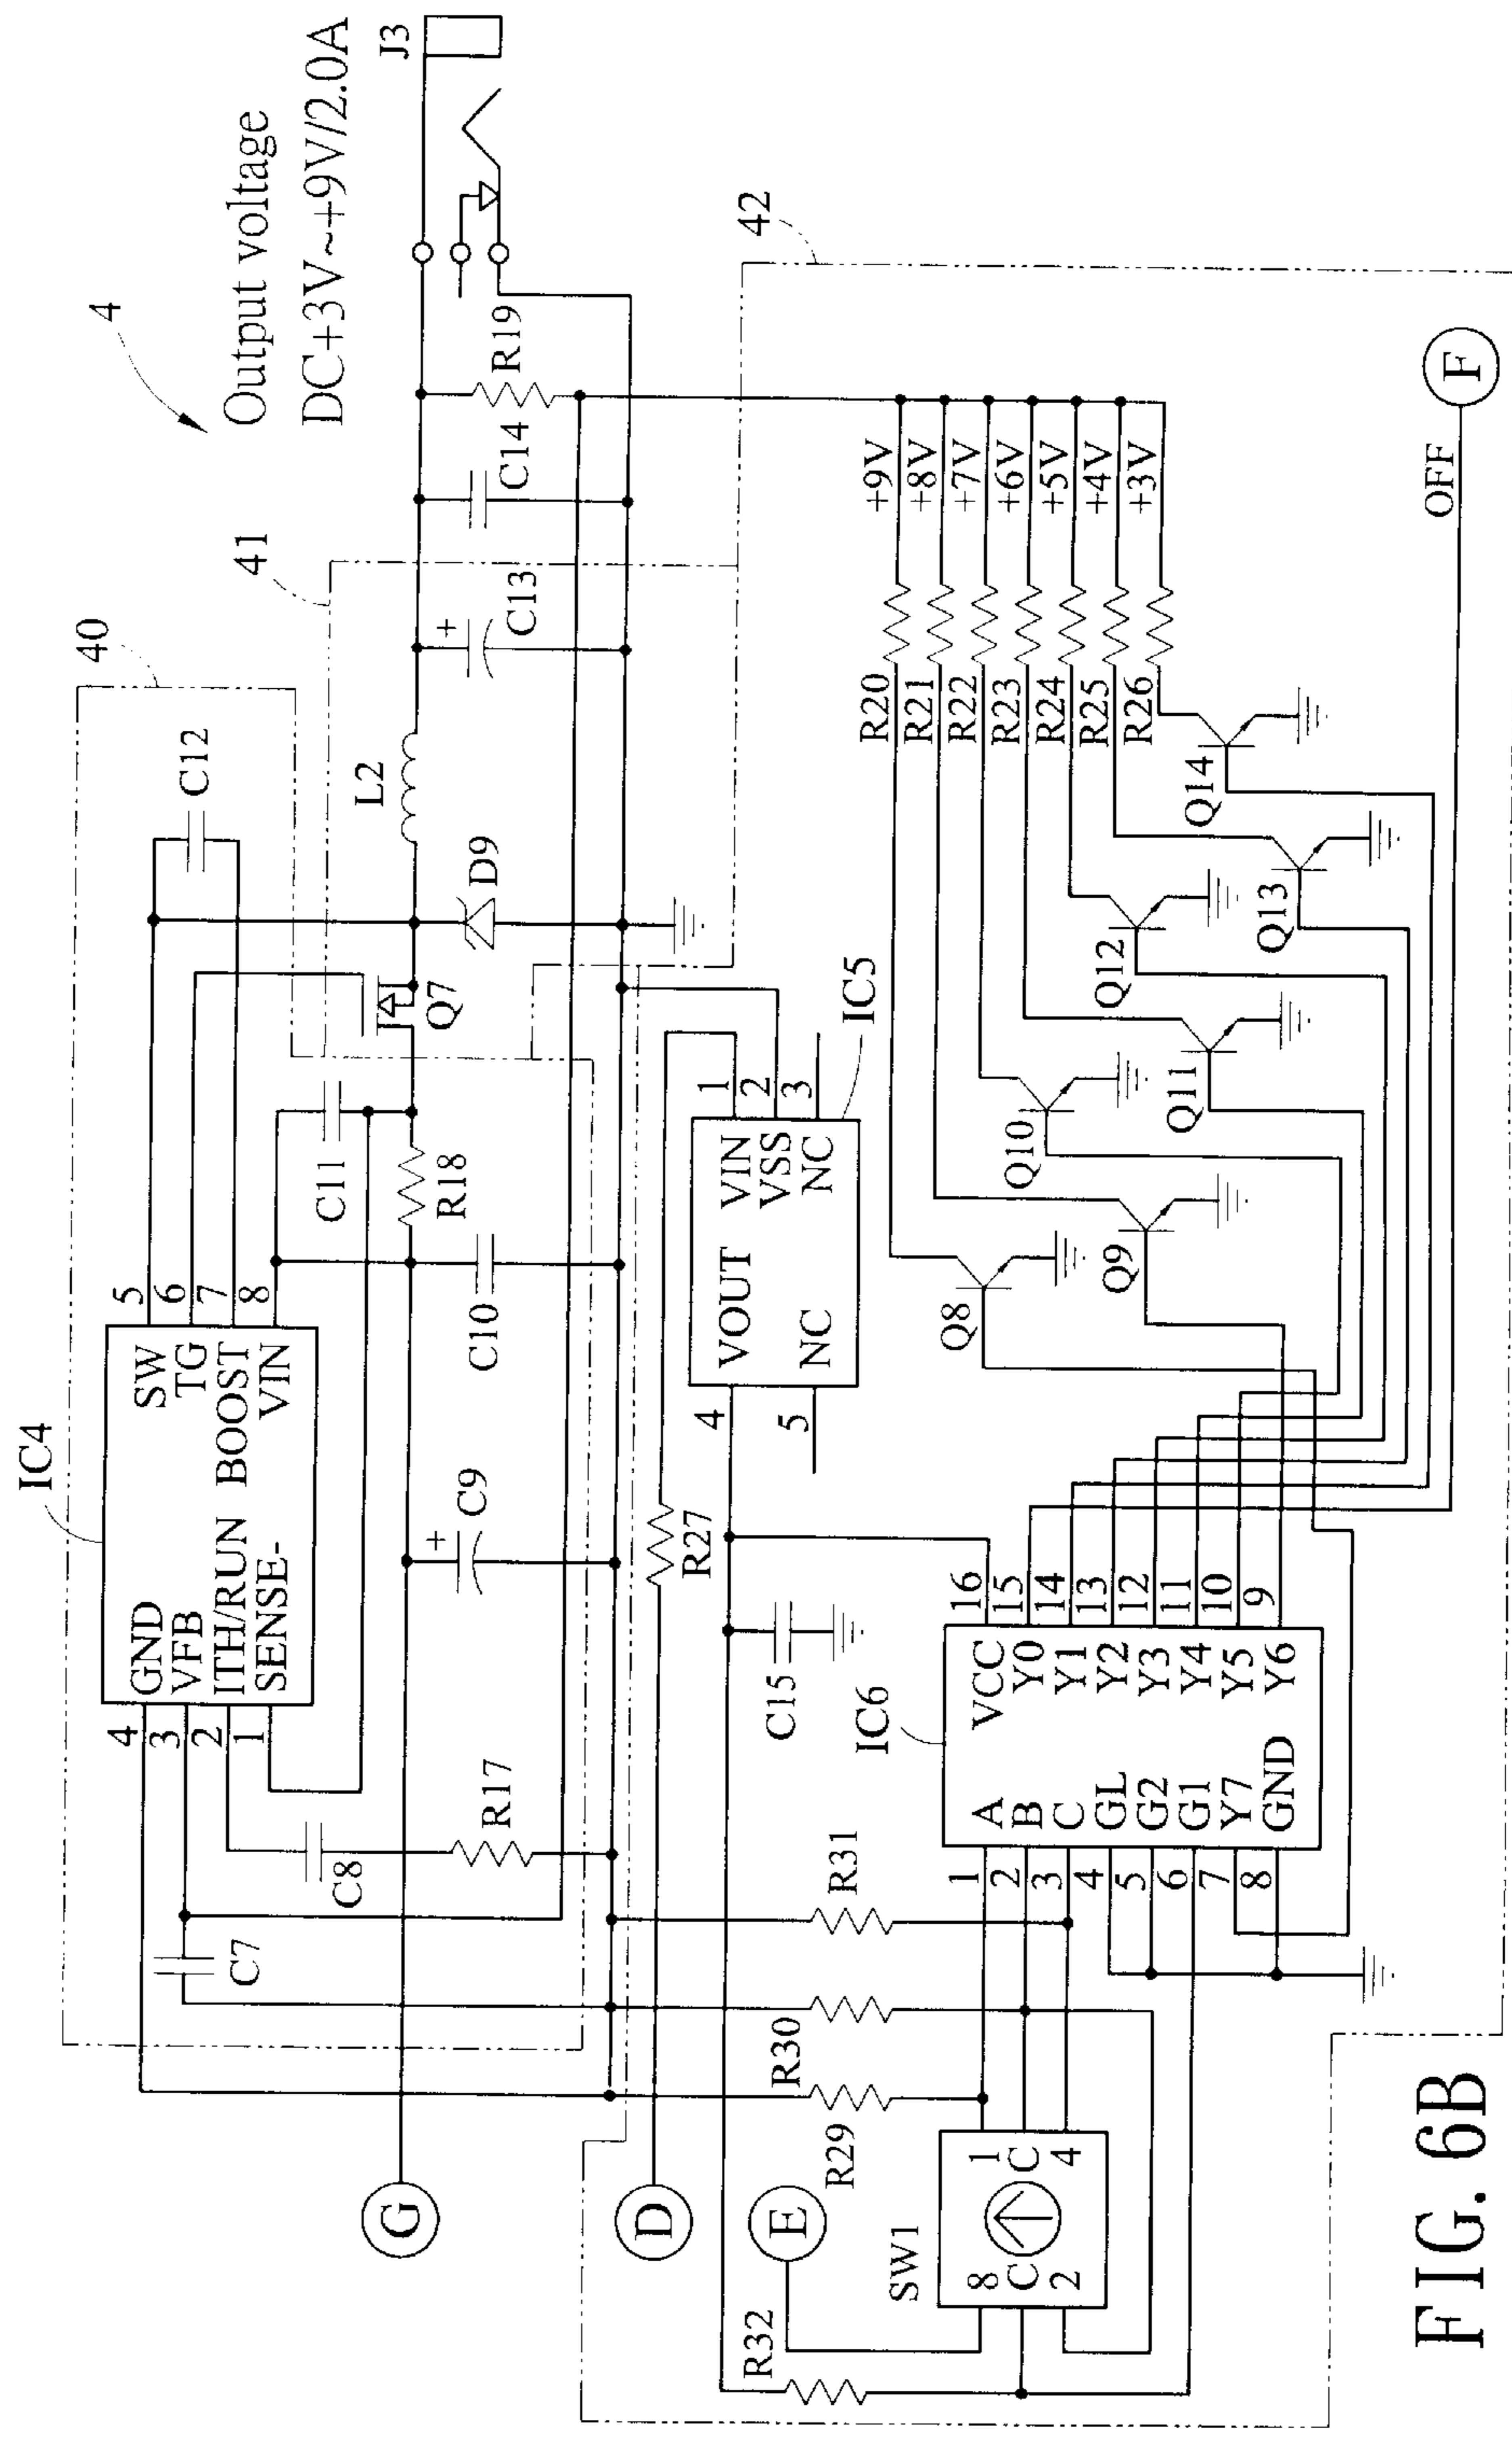 4
Output voltage
DC+3V~+9V/2.0A
J3
40
41
42
IC4
GND
VFB
ITH/RUN
SENSE-
SW
TG
BOOST
VIN
4
3
2
1
5
6
7
8
C12
C11
R18
Q7
D9
L2
C13
+
C14
R19
C10
C9
+
R17
C8
C7
G
D
E
F
OFF
R27
IC5
VOUT
NC
VIN
VSS
NC
4
5
1
2
3
C15
IC6
A
B
C
GL
G2
G1
Y7
GND
VCC
Y0
Y1
Y2
Y3
Y4
Y5
Y6
1
2
3
4
5
6
7
8
16
15
14
13
12
11
10
9
R31
R30
R29
R32
SW1
8
C
2
1
C
4
Q8
Q9
Q10
Q11
Q12
Q13
Q14
R20
R21
R22
R23
R24
R25
R26
+9V
+8V
+7V
+6V
+5V
+4V
+3V
FIG. 6B